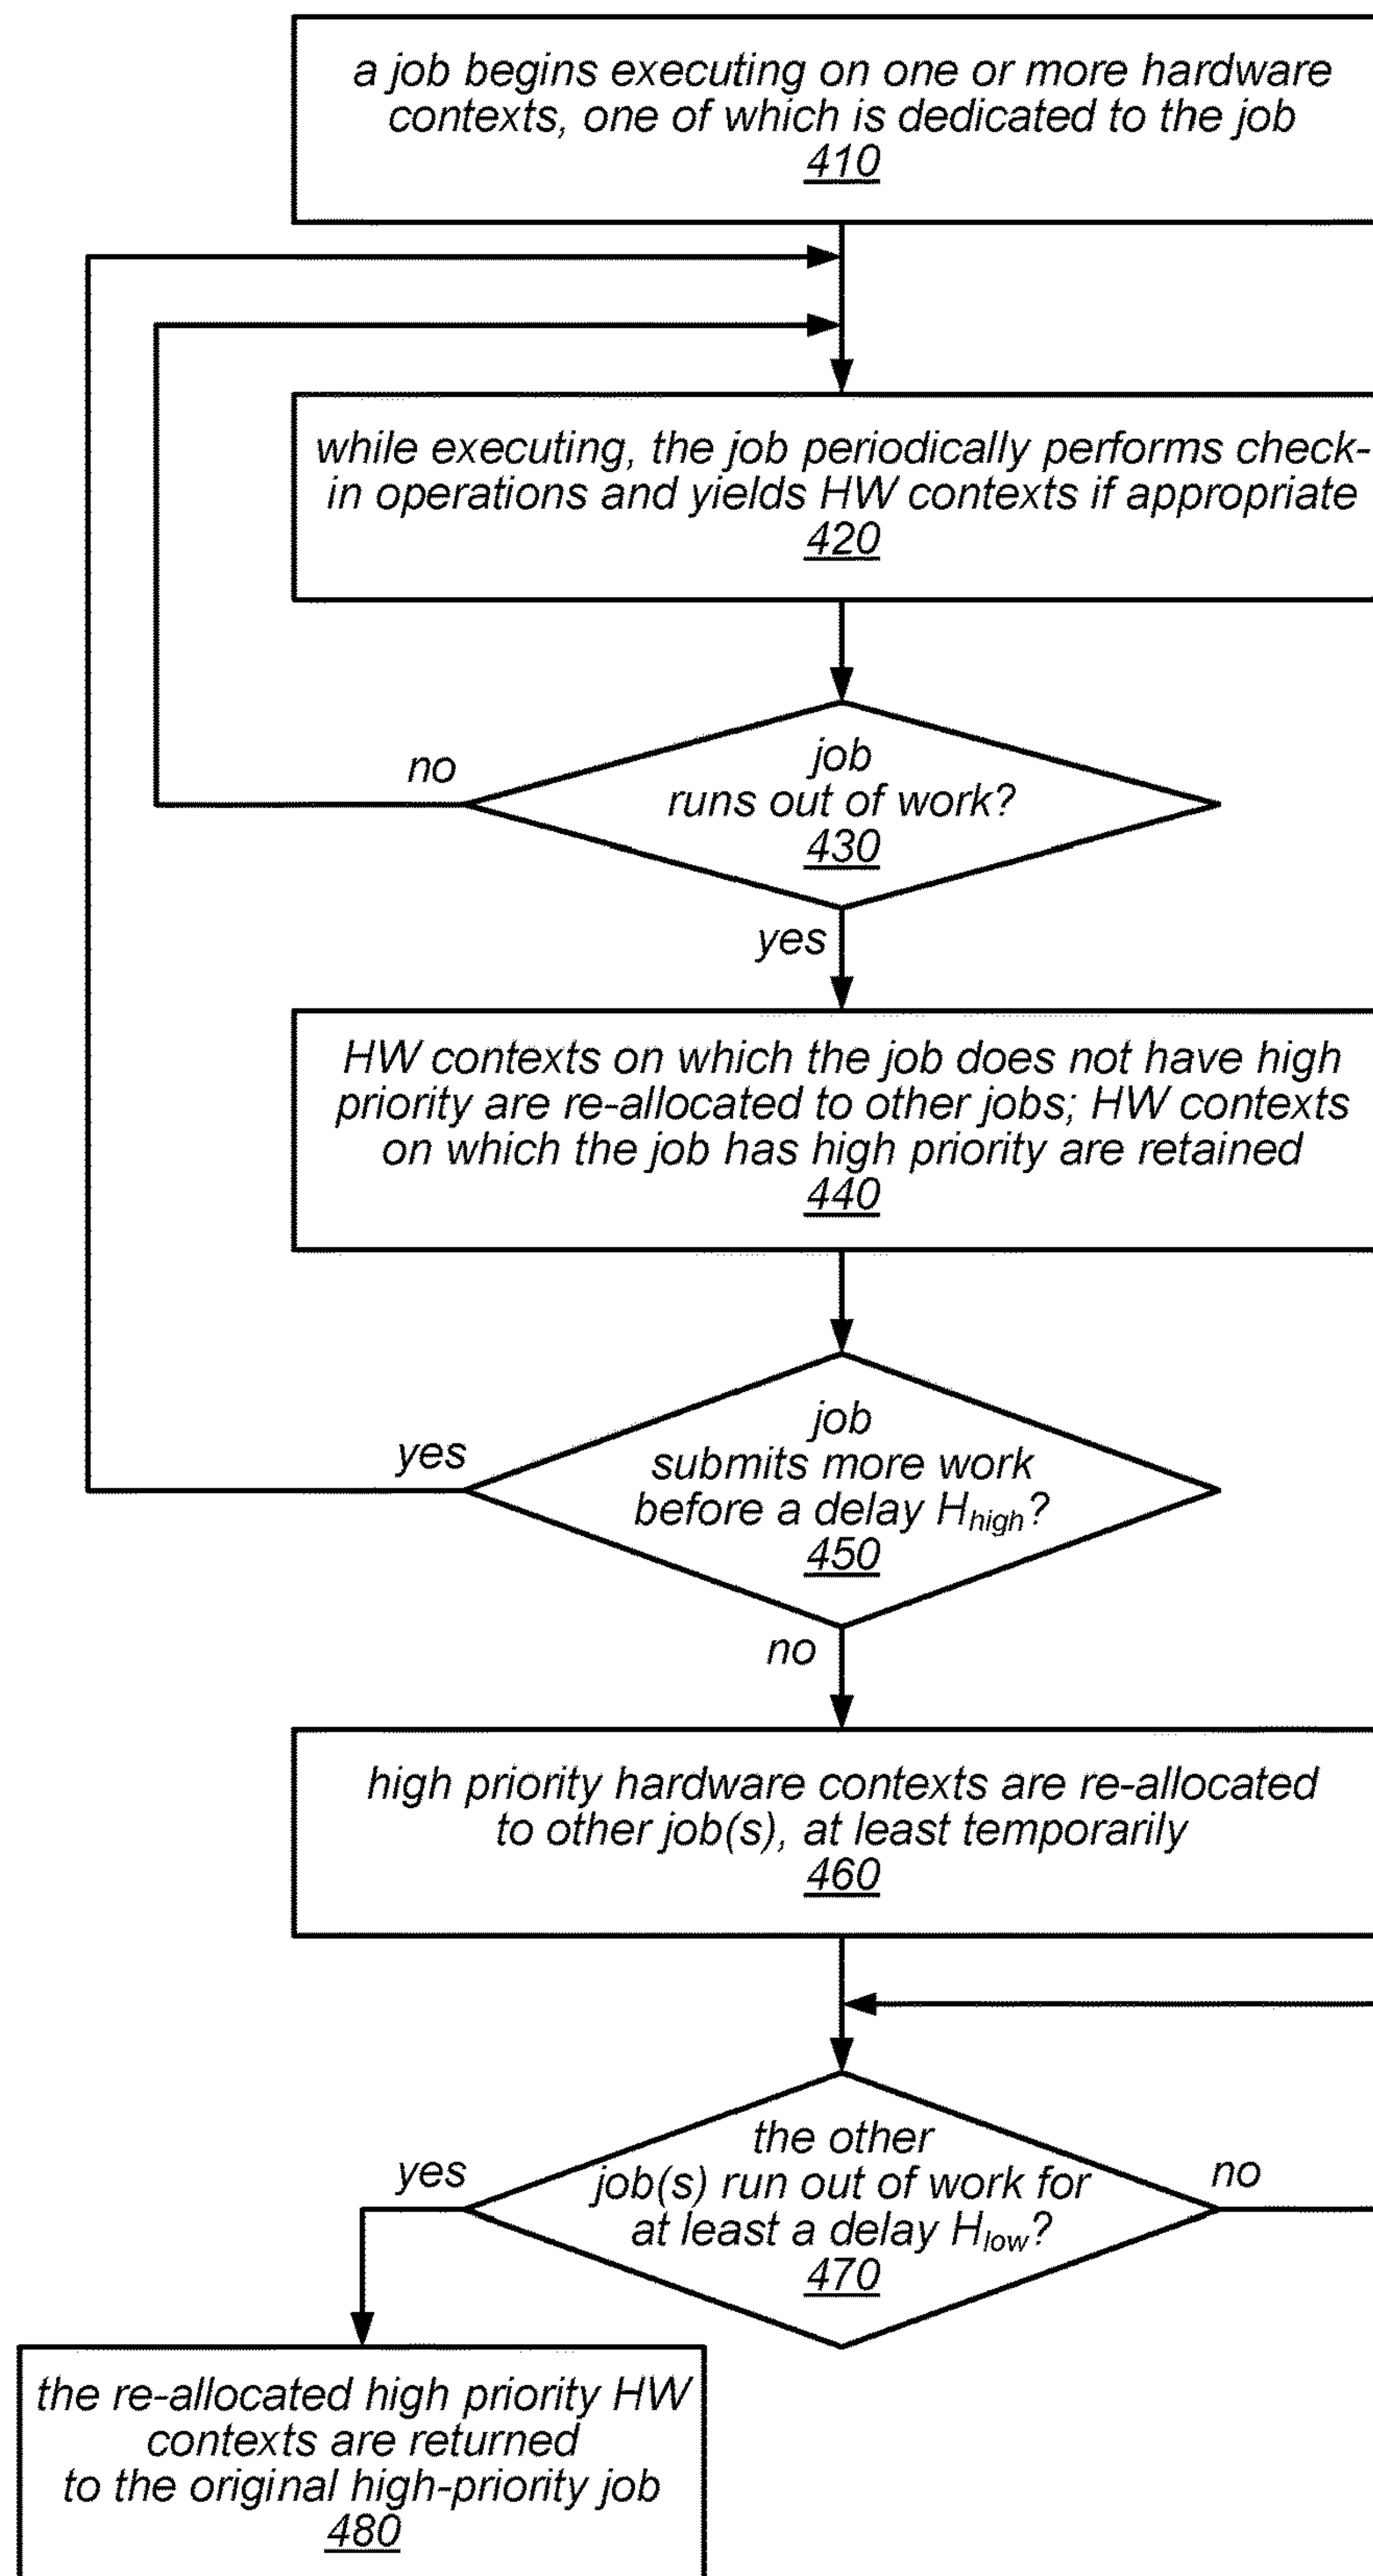 a job begins executing on one or more hardware
contexts, one of which is dedicated to the job
410
while executing, the job periodically performs check-
in operations and yields HW contexts if appropriate
420
no
job
runs out of work?
430
yes
HW contexts on which the job does not have high
priority are re-allocated to other jobs; HW contexts
on which the job has high priority are retained
440
yes
job
submits more work
before a delay Hhigh?
450
no
high priority hardware contexts are re-allocated
to other job(s), at least temporarily
460
yes
the other
job(s) run out of work for
at least a delay Hlow?
470
no
the re-allocated high priority HW
contexts are returned
to the original high-priority job
480